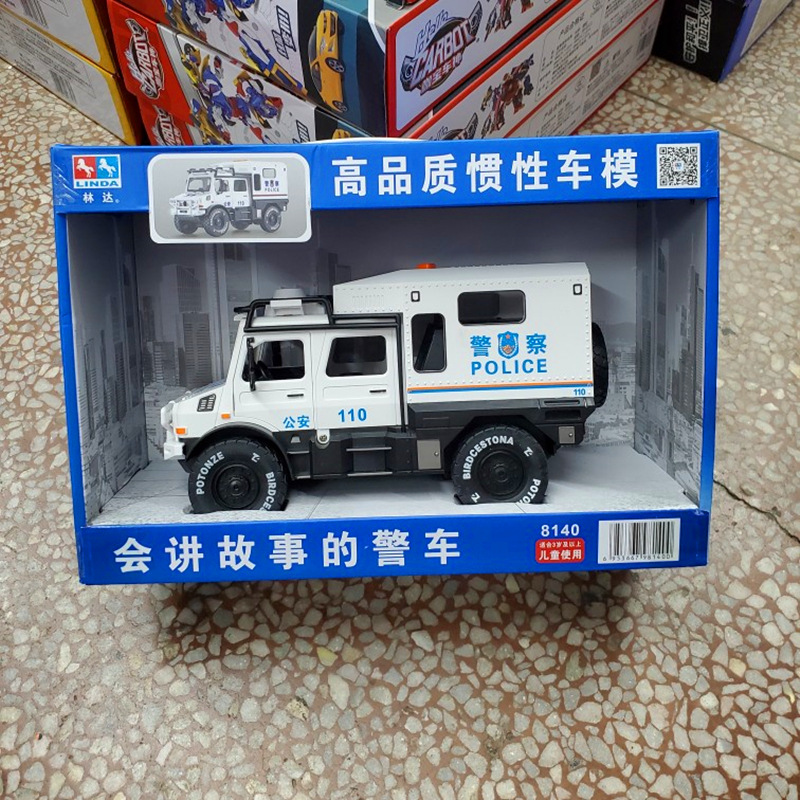 Hello
CARBOT
LINDA
林达
高品质惯性车模
警察
POLICE
110
公安 110
POTONZE
BIRDCESTONA
会讲故事的警车
8140
适合3岁及以上
儿童使用